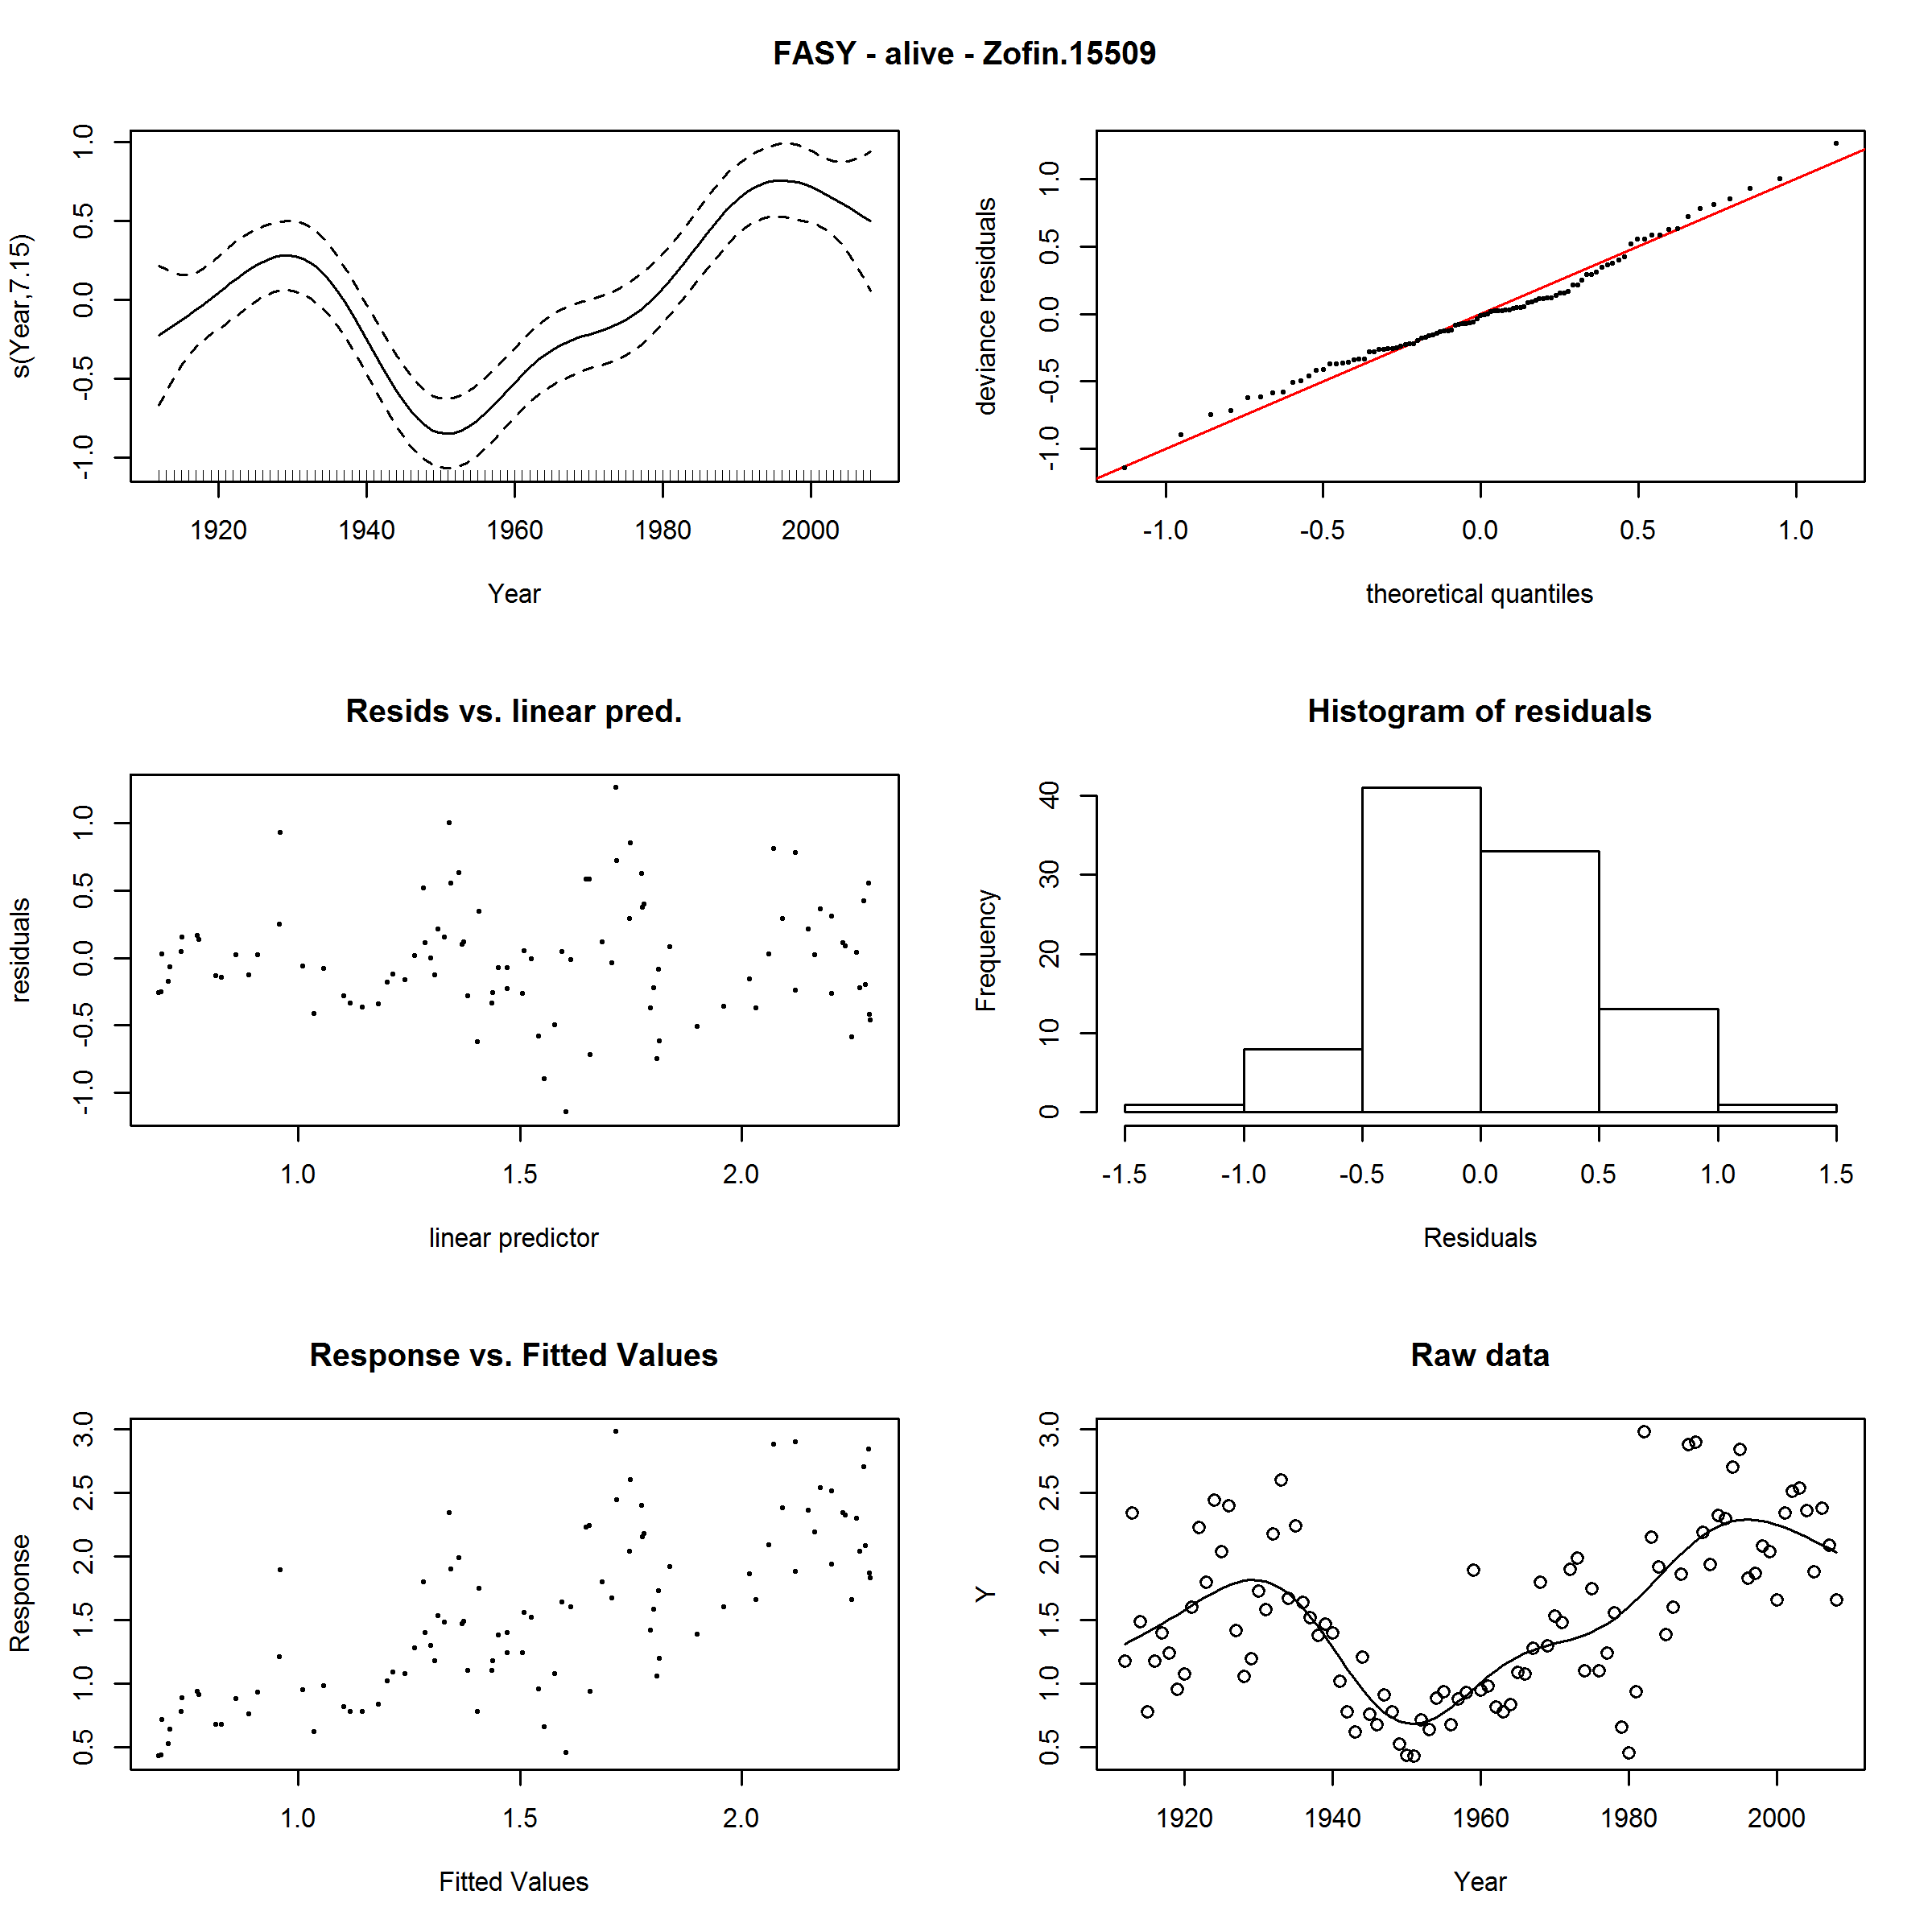 FASY - alive - Zofin.15509
s(Year,7.15)
1.0
0.5
0.0
-0.5
-1.0
1920 1940 1960 1980 2000
Year
deviance residuals
1.0
0.5
0.0
-0.5
-1.0
-1.0 -0.5 0.0 0.5 1.0
theoretical quantiles
Resids vs. linear pred.
residuals
1.0
0.5
0.0
-0.5
-1.0
1.0 1.5 2.0
linear predictor
Histogram of residuals
Frequency
40
30
20
10
0
-1.5 -1.0 -0.5 0.0 0.5 1.0 1.5
Residuals
Response vs. Fitted Values
Response
3.0
2.5
2.0
1.5
1.0
0.5
1.0 1.5 2.0
Fitted Values
Raw data
Y
3.0
2.5
2.0
1.5
1.0
0.5
1920 1940 1960 1980 2000
Year